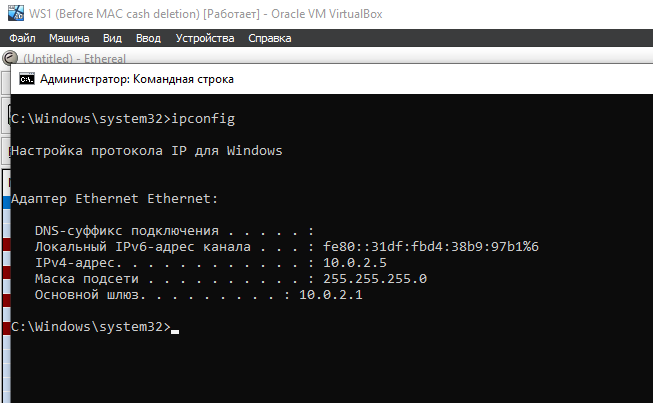 WS1 (Before MAC cash deletion) [Работает] - Oracle VM VirtualBox
Файл Машина Вид Ввод Устройства Справка
(Untitled) - Ethereal
Администратор: Командная строка
C:\Windows\system32>ipconfig
Настройка протокола IP для Windows
Адаптер Ethernet Ethernet:
DNS-суффикс подключения . . . . . :
Локальный IPv6-адрес канала . . . : fe80::31df:fbd4:38b9:97b1%6
IPv4-адрес. . . . . . . . . . . . : 10.0.2.5
Маска подсети . . . . . . . . . . : 255.255.255.0
Основной шлюз. . . . . . . . . : 10.0.2.1
C:\Windows\system32>